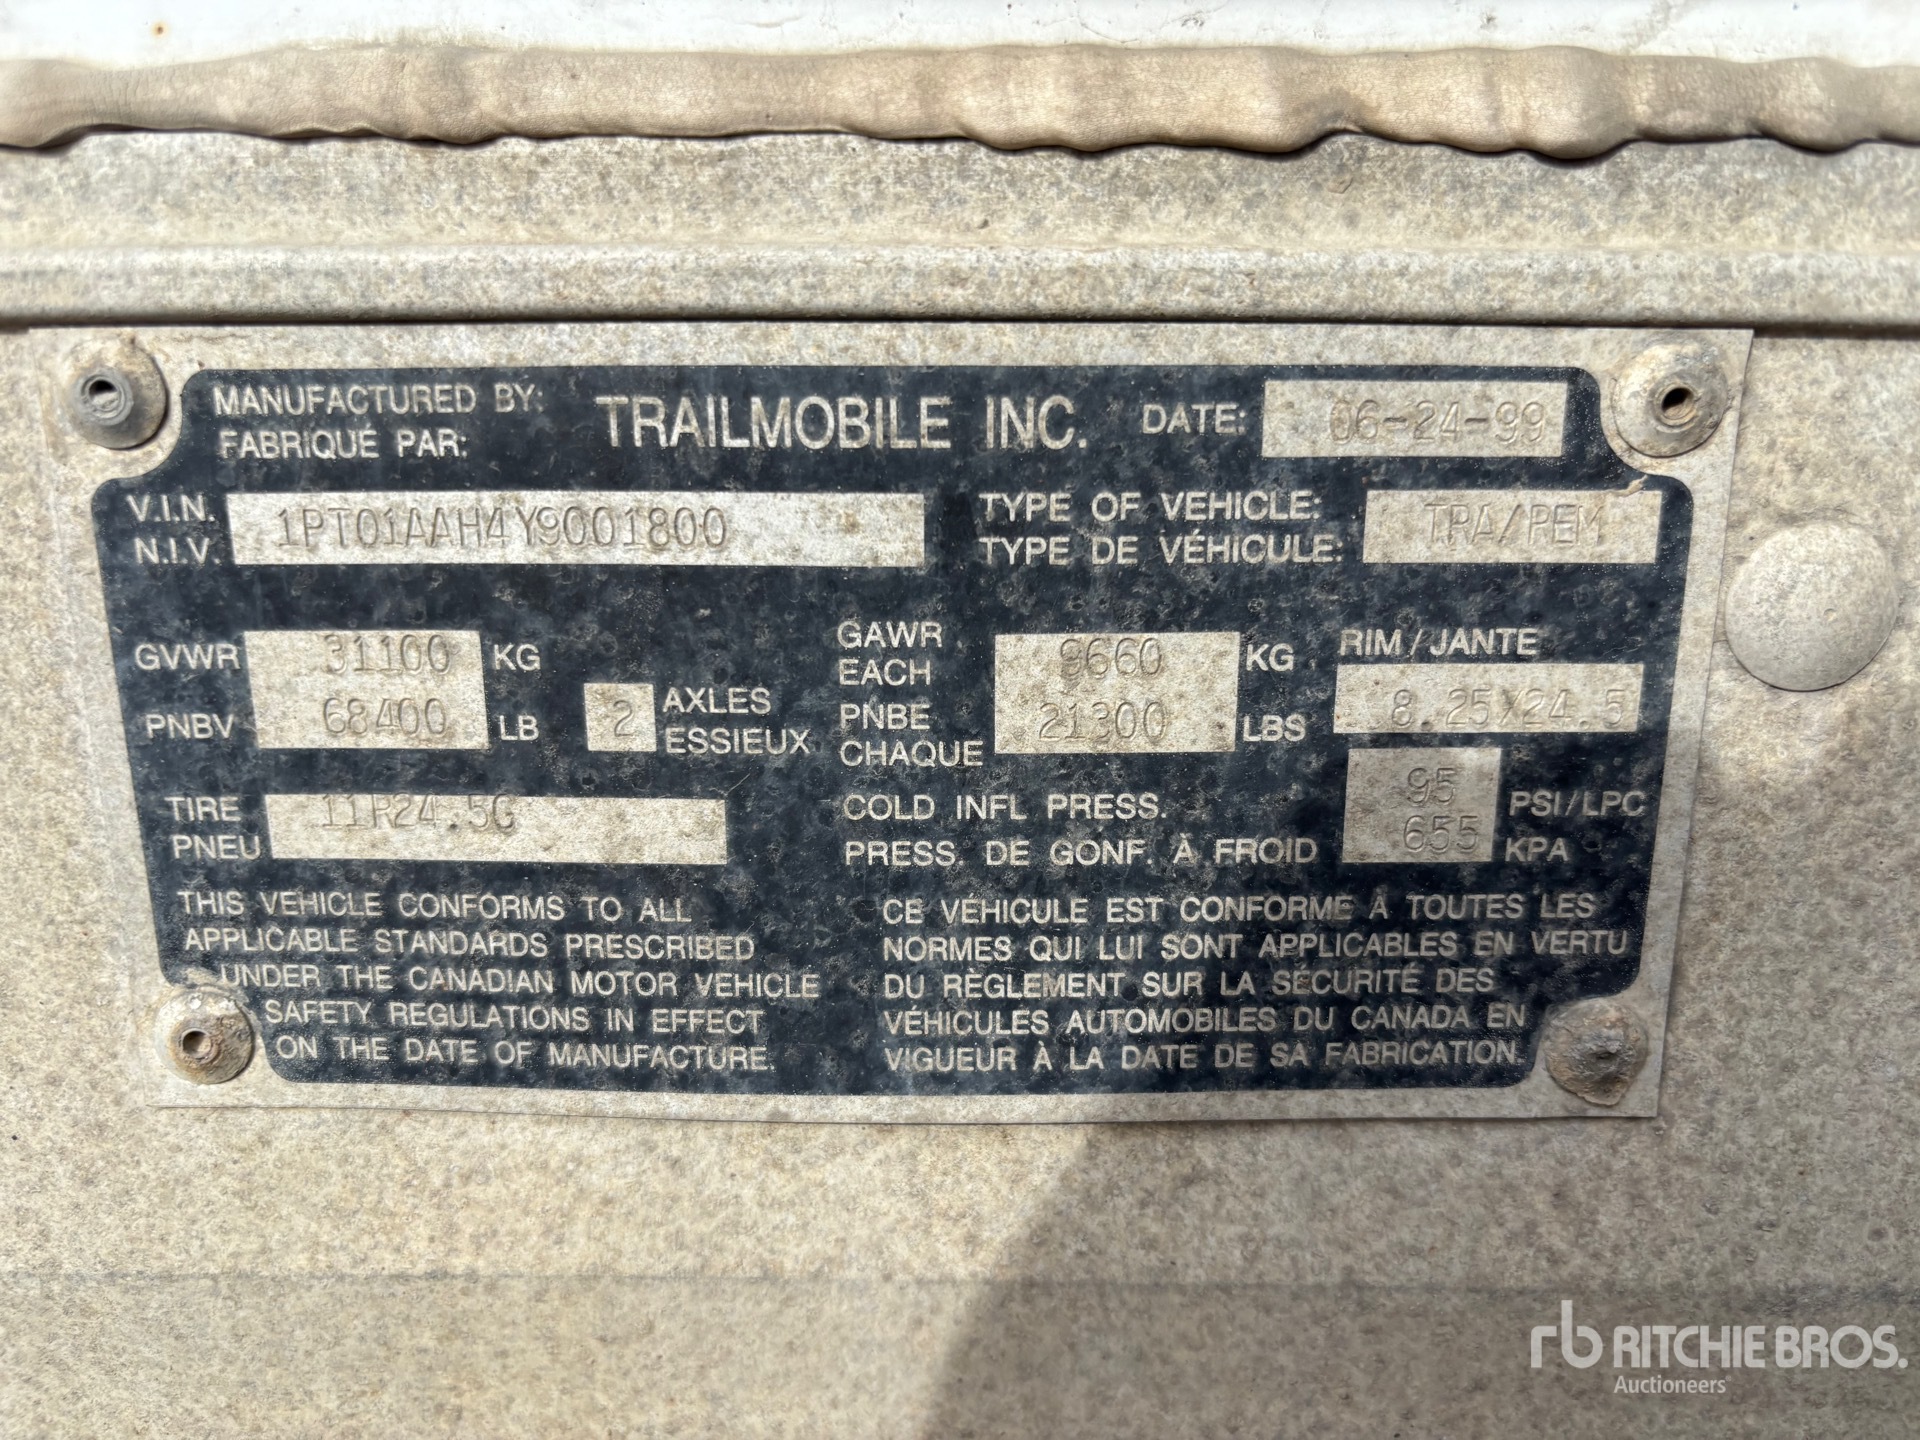 MANUFACTURED BY: TRAILMOBILE INC. DATE: 06-24-99
FABRIQUÉ PAR:
V.I.N. 1PT01AAH4Y9001800 TYPE OF VEHICLE: TRA/REM
N.I.V. TYPE DE VÉHICULE:
GVWR 31100 KG
PNBV 68400 LB
2 AXLES
ESSIEUX
GAWR
EACH 9660 KG
PNBE 21300 LBS
CHAQUE
RIM / JANTE
8.25X24.5
TIRE 11R24.5G
PNEU
COLD INFL PRESS. 95 PSI/LPC
PRESS. DE GONF. À FROID 655 KPA
THIS VEHICLE CONFORMS TO ALL
APPLICABLE STANDARDS PRESCRIBED
UNDER THE CANADIAN MOTOR VEHICLE
SAFETY REGULATIONS IN EFFECT
ON THE DATE OF MANUFACTURE.
CE VÉHICULE EST CONFORME À TOUTES LES
NORMES QUI LUI SONT APPLICABLES EN VERTU
DU RÈGLEMENT SUR LA SÉCURITÉ DES
VÉHICULES AUTOMOBILES DU CANADA EN
VIGUEUR À LA DATE DE SA FABRICATION.
rb RITCHIE BROS.
Auctioneers